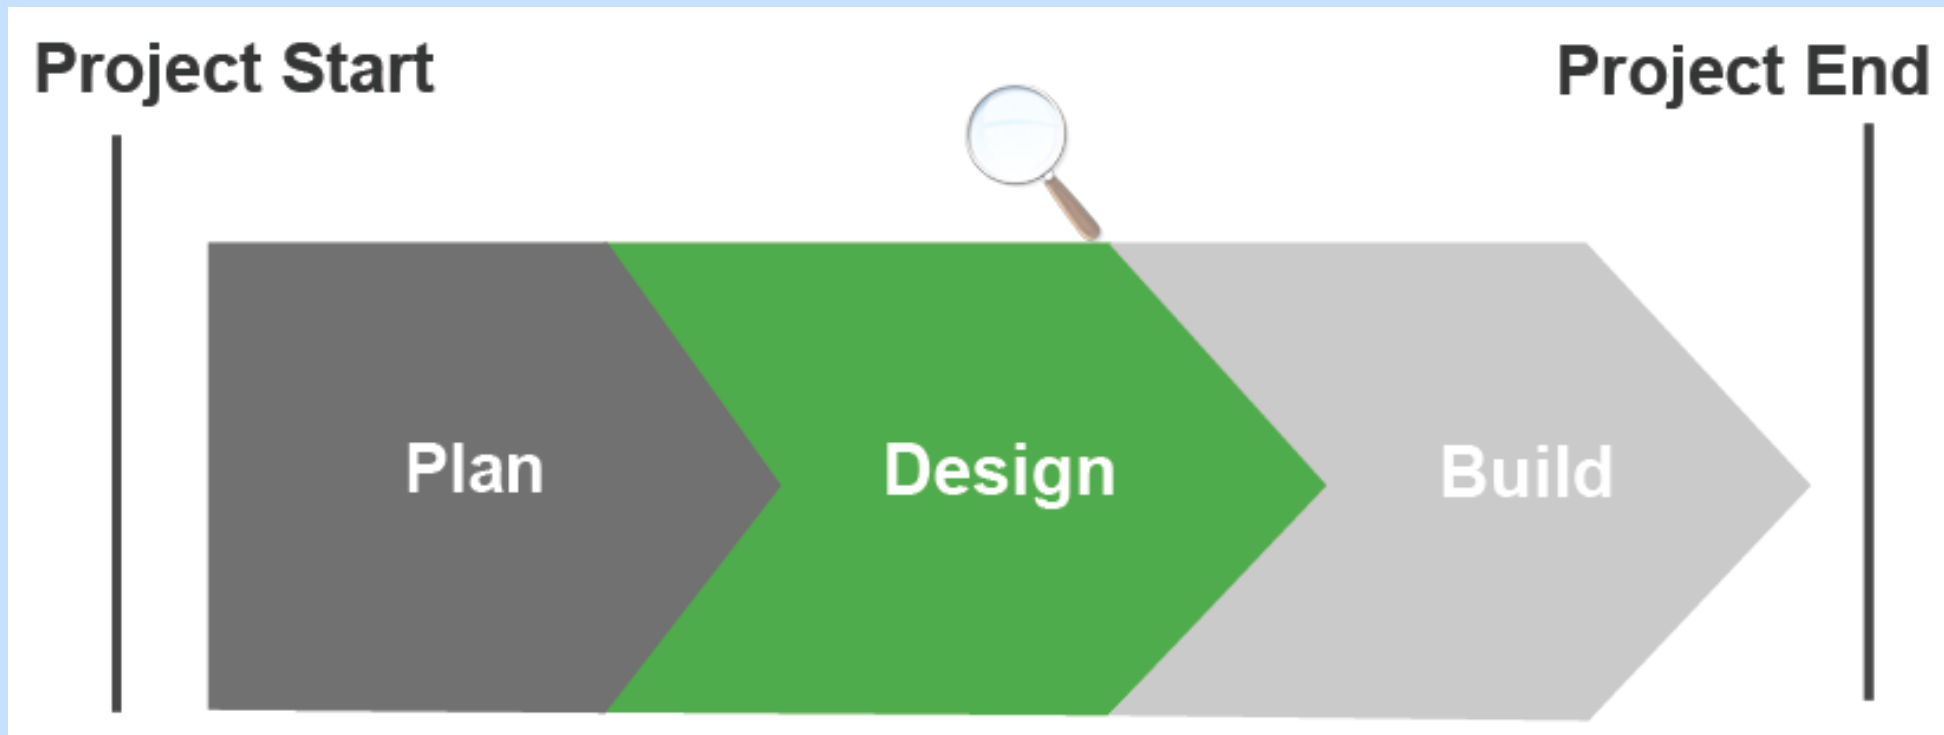 Project Start
Project End
Plan
Design
Build